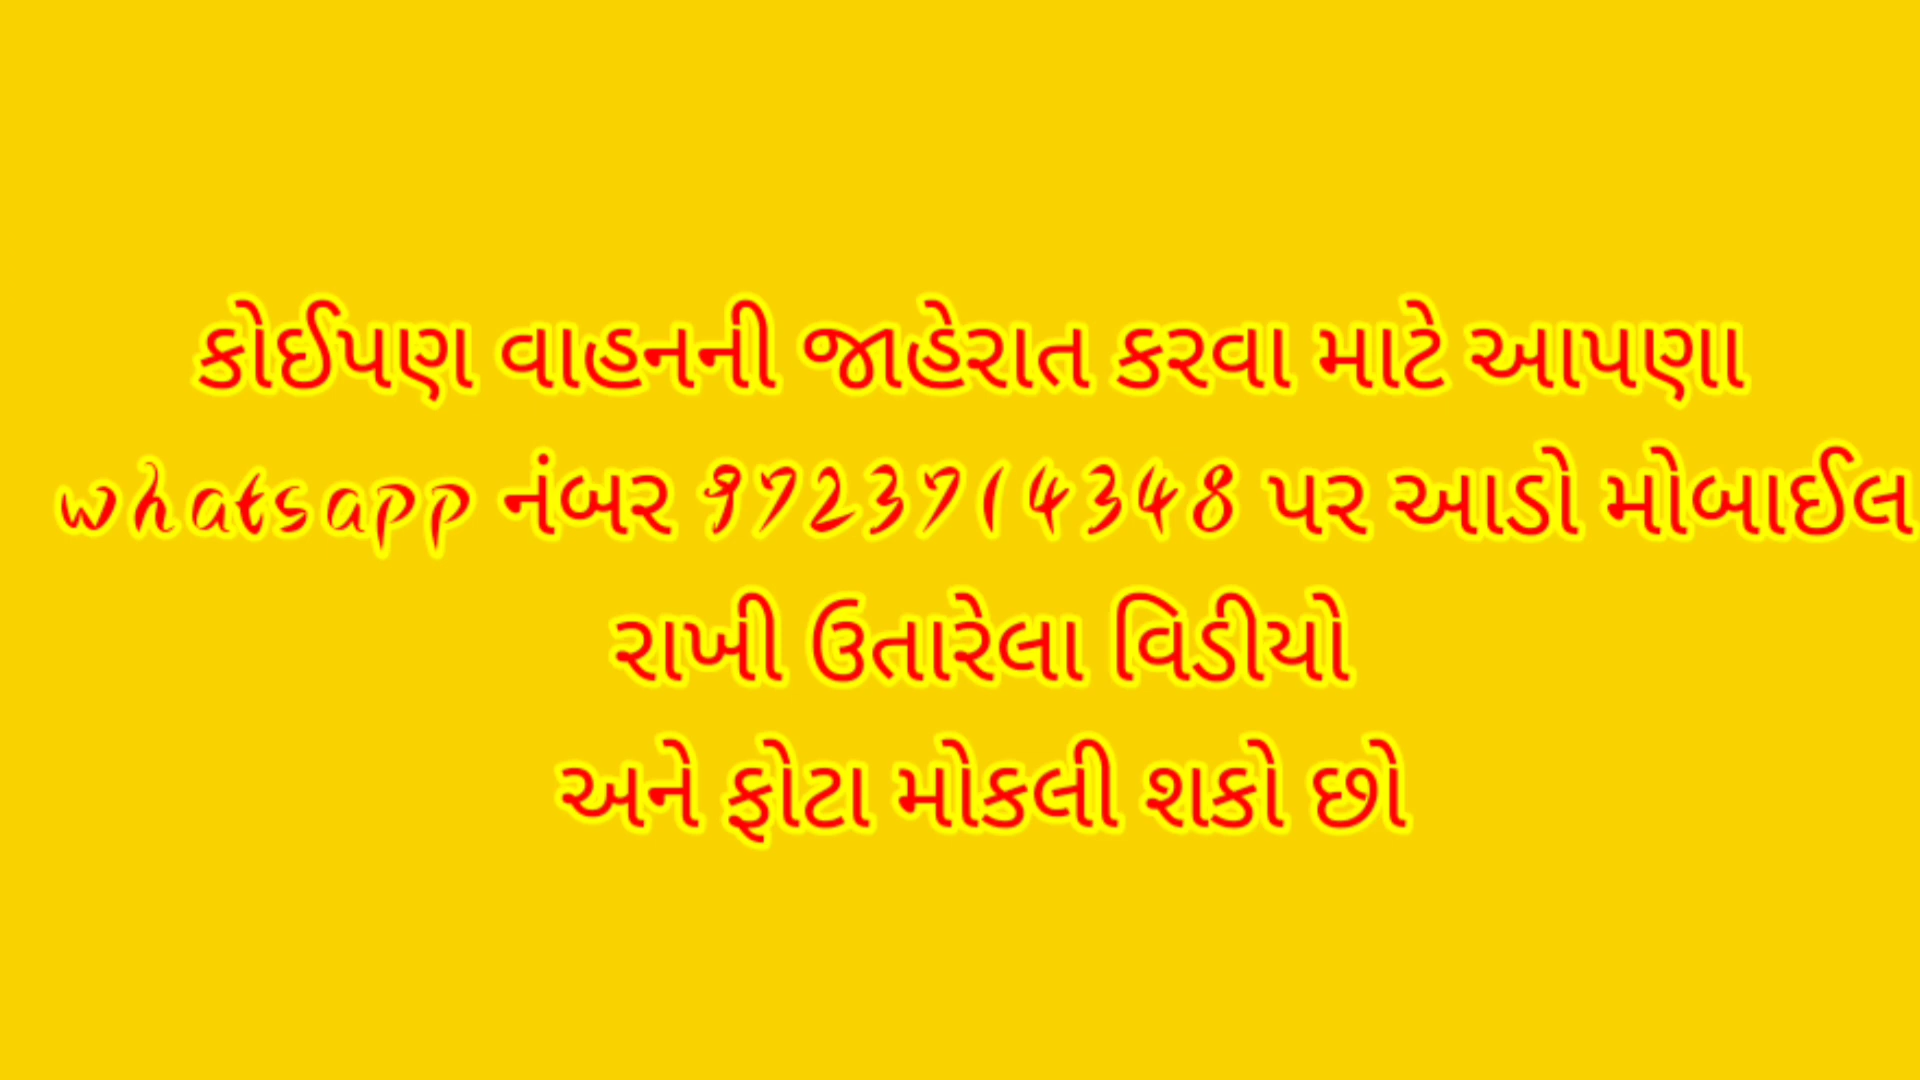 કોઈપણ વાહનની જાહેરાત કરવા માટે આપણા
whatsapp નંબર 9723714348 પર આડો મોબાઈલ
રાખી ઉતારેલા વિડીયો
અને ફોટા મોકલી શકો છો